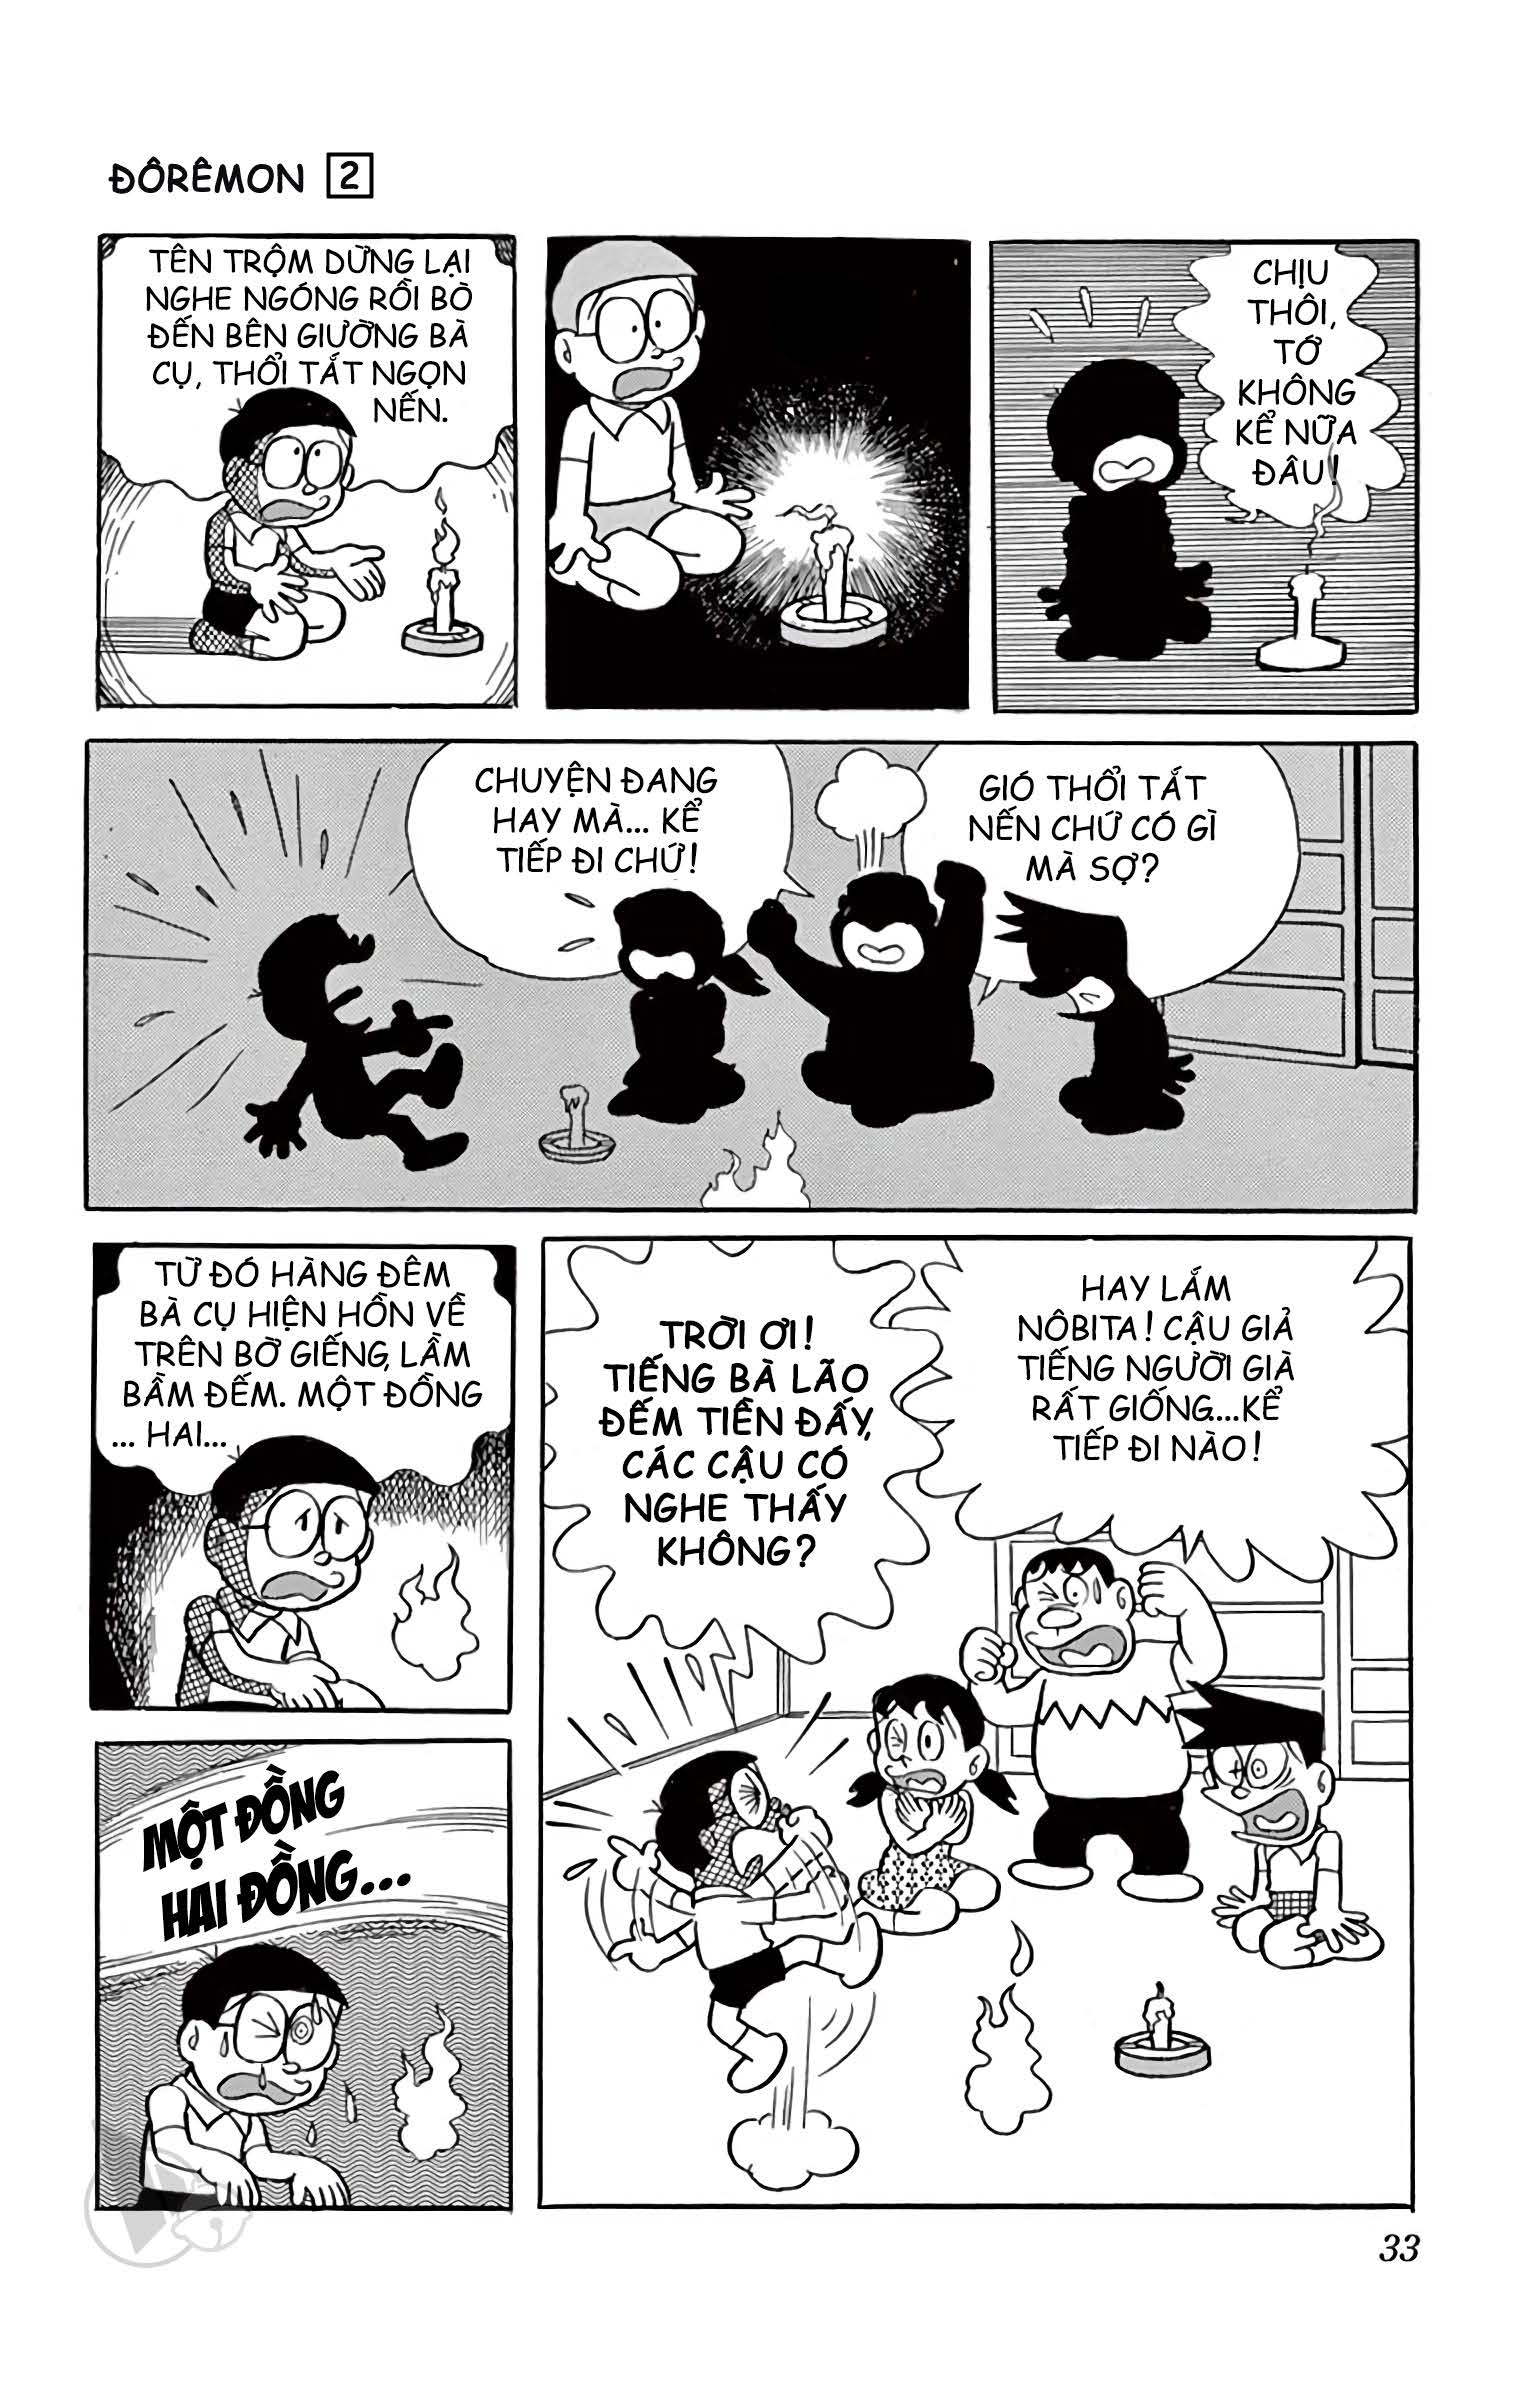 ĐÔRÊMON 2
TÊN TRỘM DỪNG LẠI
NGHE NGÓNG RỒI BÒ
ĐẾN BÊN GIƯỜNG BÀ
CỤ, THỔI TẮT NGỌN
NẾN.
CHỊU
THÔI,
TỚ
KHÔNG
KỂ NỮA
ĐÂU!
CHUYỆN ĐANG
HAY MÀ... KỂ
TIẾP ĐI CHỨ!
GIÓ THỔI TẮT
NẾN CHỨ CÓ GÌ
MÀ SỢ?
TỪ ĐÓ HÀNG ĐÊM
BÀ CỤ HIỆN HỒN VỀ
TRÊN BỜ GIẾNG, LẦM
BẦM ĐẾM. MỘT ĐỒNG
... HAI...
MỘT ĐỒNG
HAI ĐỒNG...
TRỜI ƠI!
TIẾNG BÀ LÃO
ĐẾM TIỀN ĐẤY,
CÁC CẬU CÓ
NGHE THẤY
KHÔNG?
HAY LẮM
NÔBITA! CẬU GIẢ
TIẾNG NGƯỜI GIÀ
RẤT GIỐNG....KỂ
TIẾP ĐI NÀO!
33